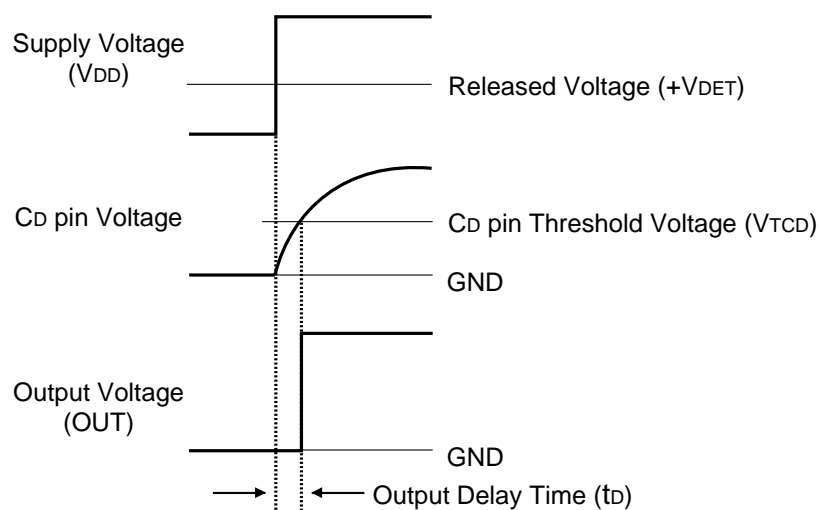 Supply Voltage
(VDD)
Released Voltage (+VDET)
CD pin Voltage
CD pin Threshold Voltage (VTCD)
GND
Output Voltage
(OUT)
GND
Output Delay Time (tD)